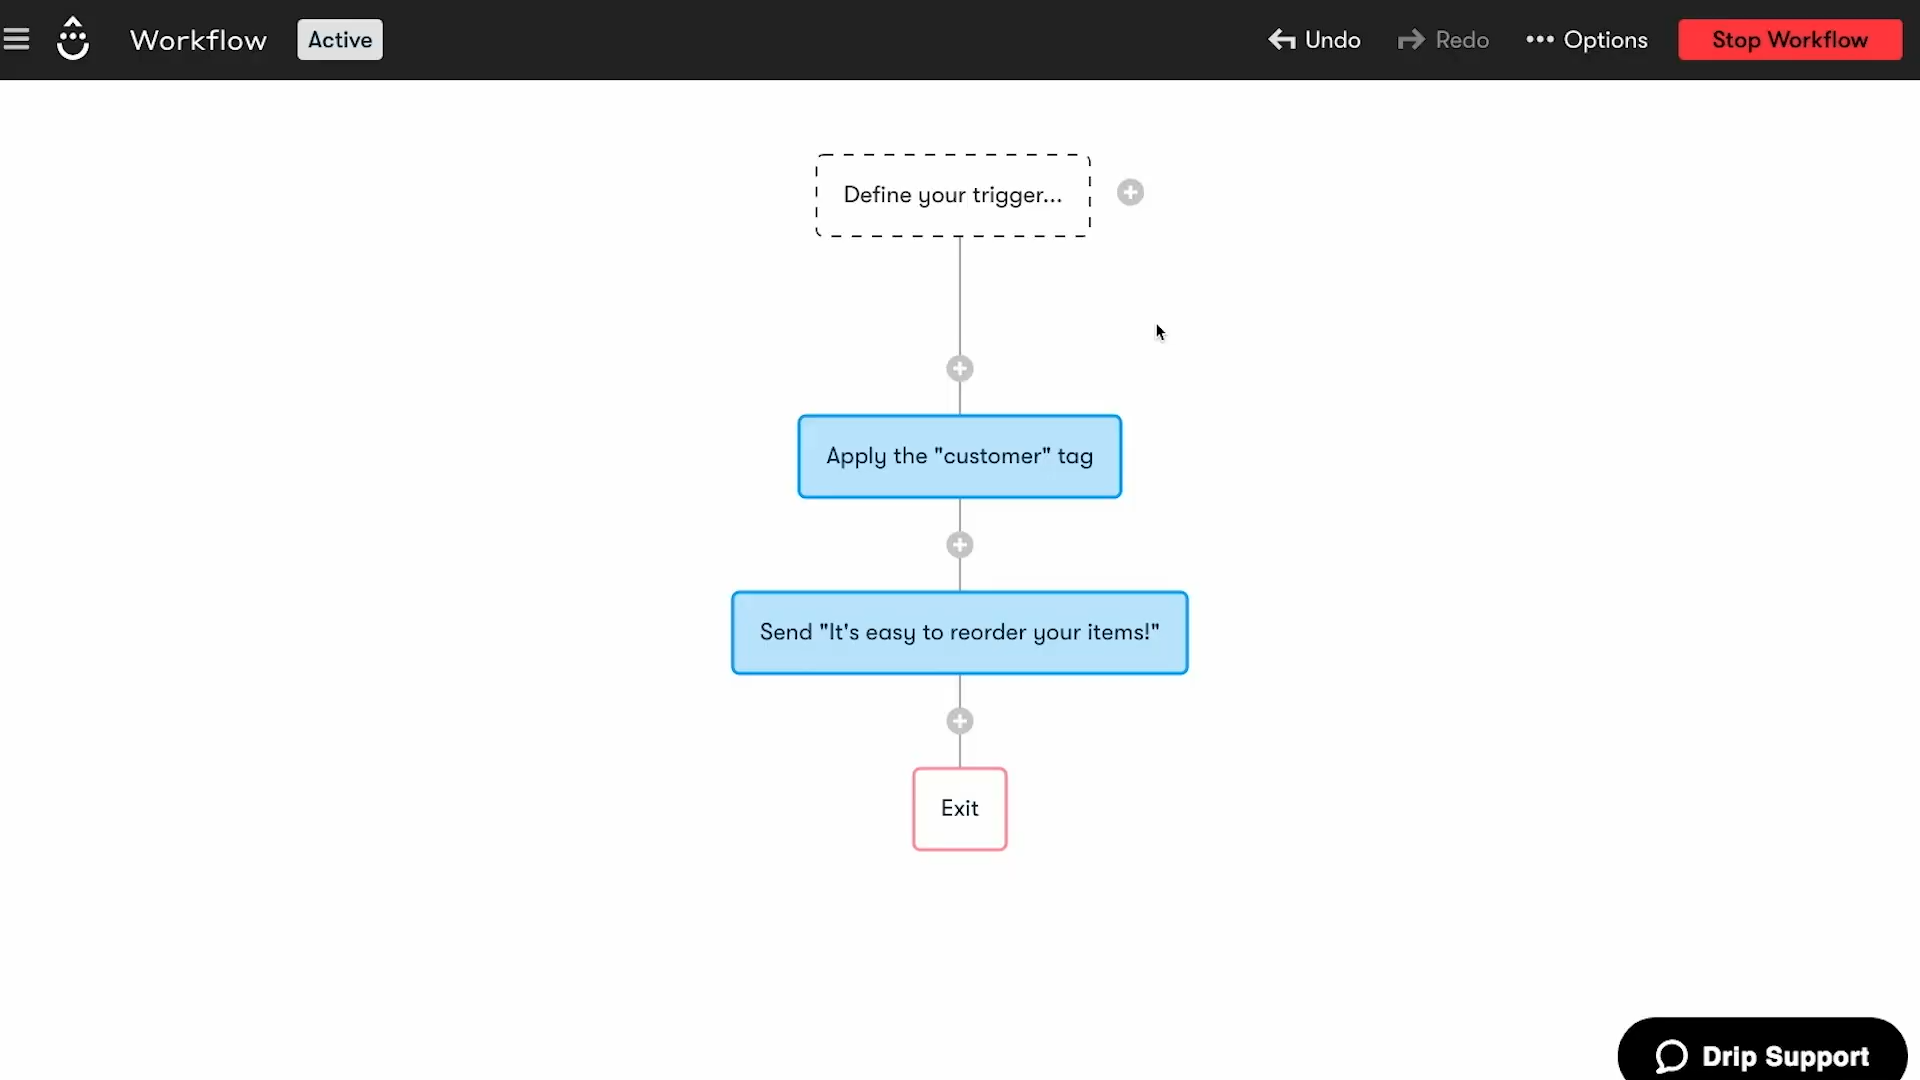 Workflow Active Undo Redo Options Stop Workflow
Define your trigger...
Apply the "customer" tag
Send "It's easy to reorder your items!"
Exit
Drip Support